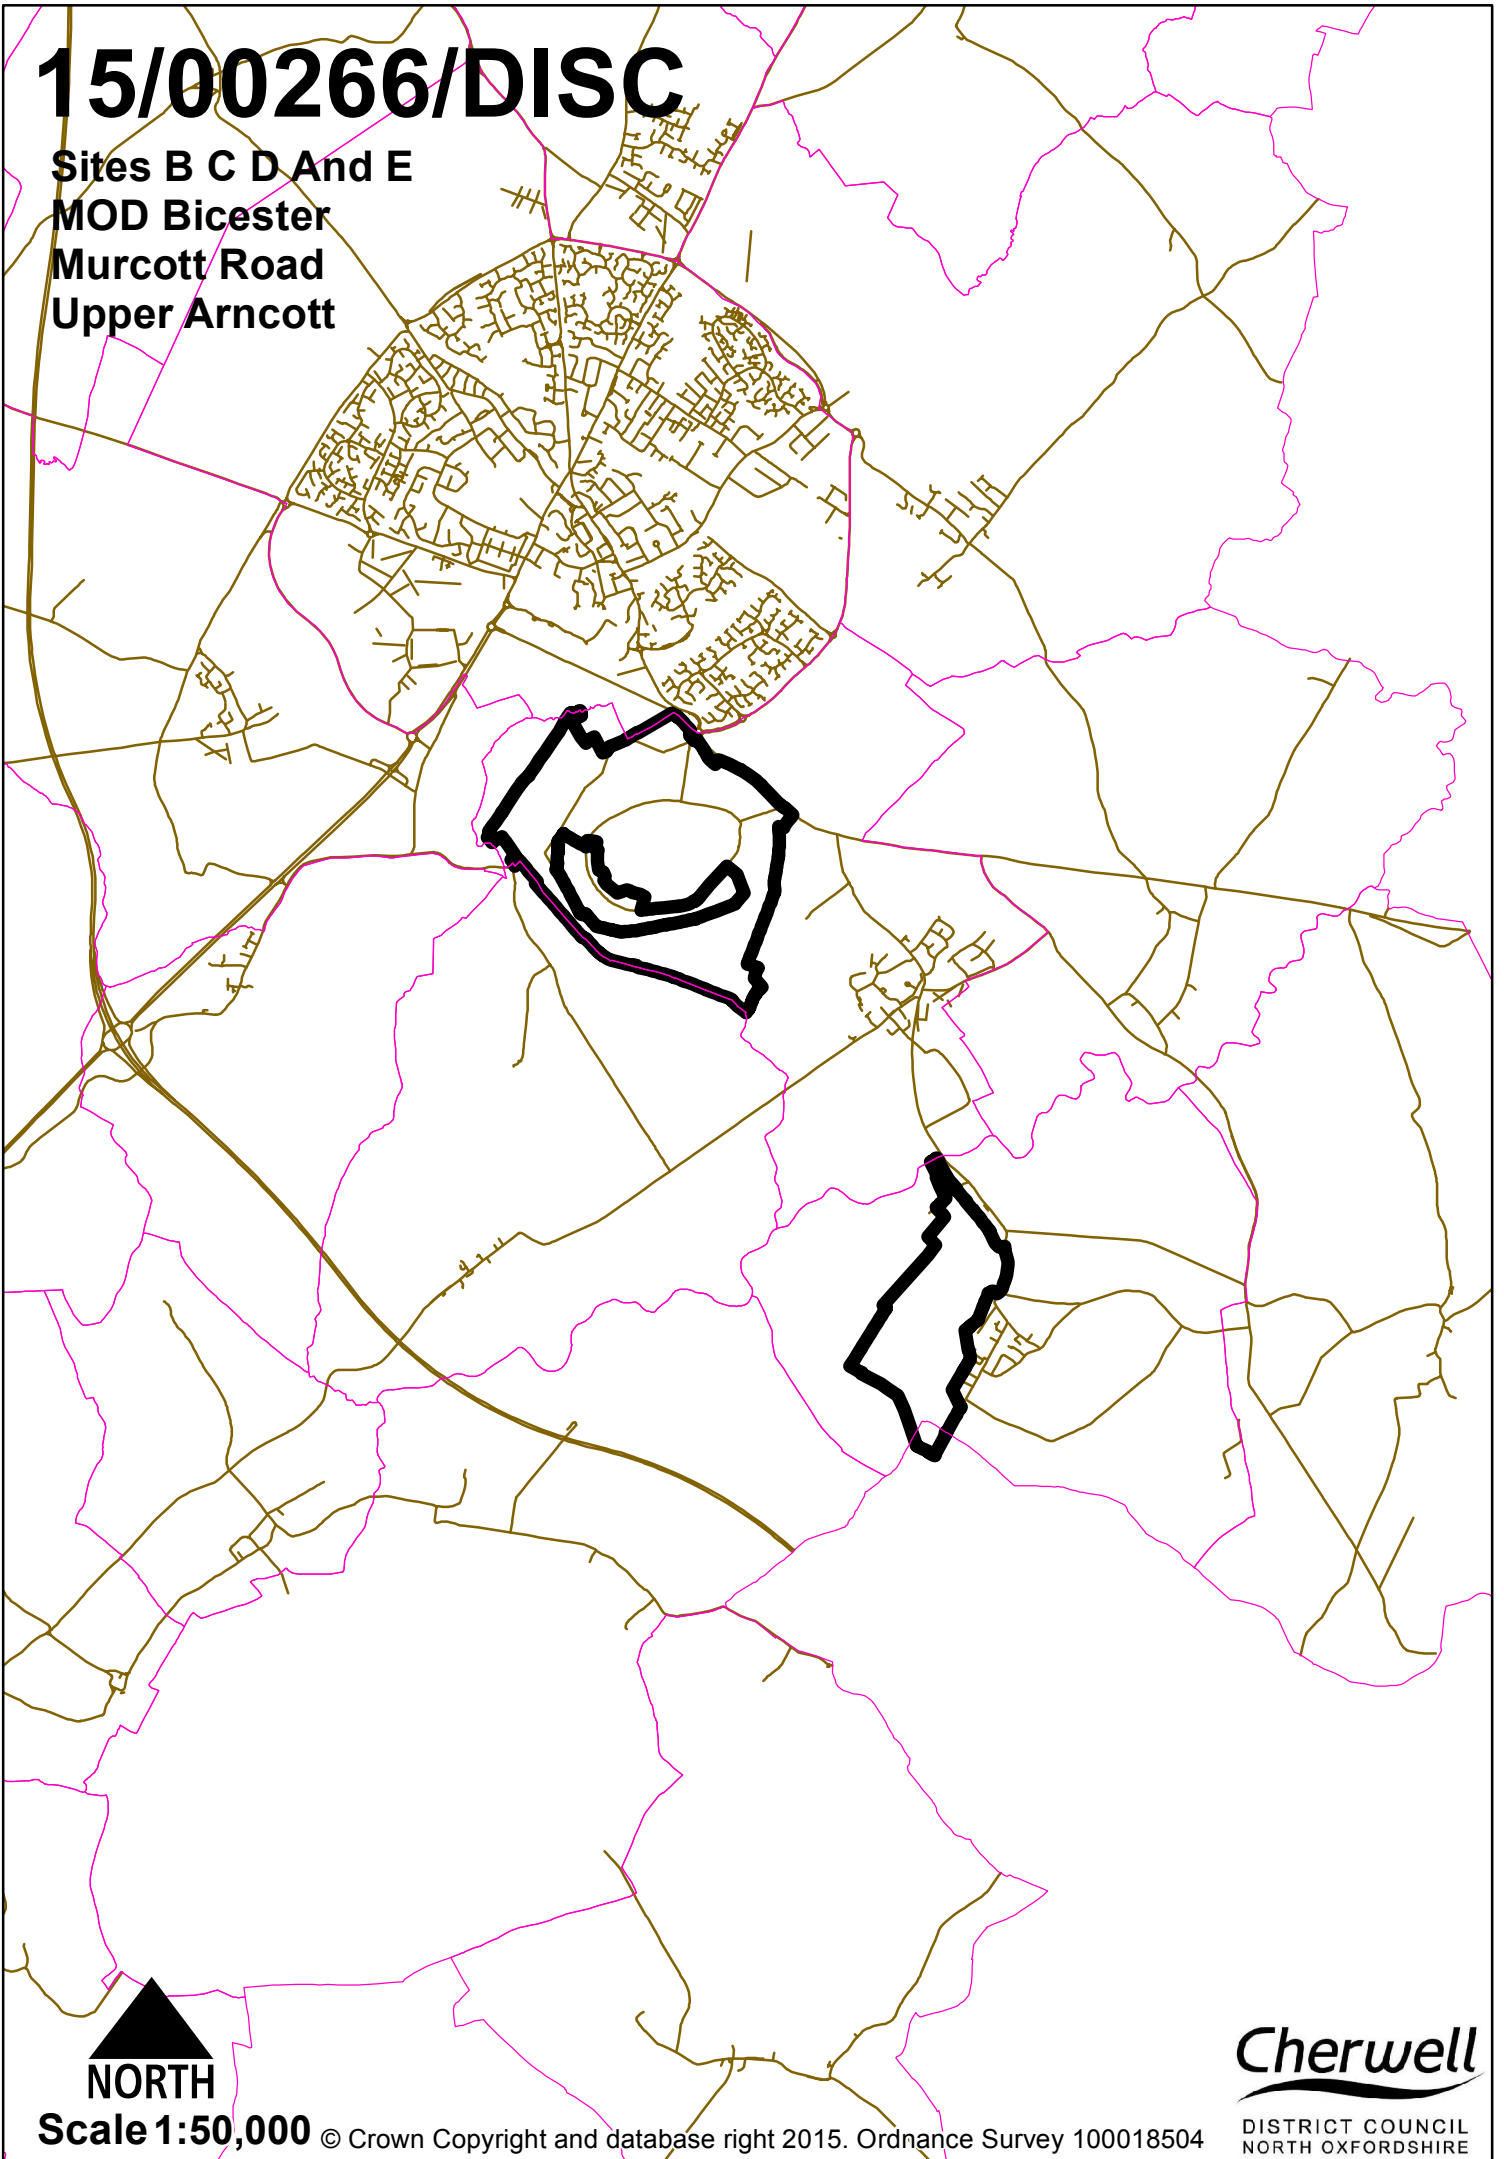 15/00266/DISC
Sites B C D And E
MOD Bicester
Murcott Road
Upper Arncott
NORTH
Scale 1:50,000 © Crown Copyright and database right 2015. Ordnance Survey 100018504
Cherwell
DISTRICT COUNCIL
NORTH OXFORDSHIRE